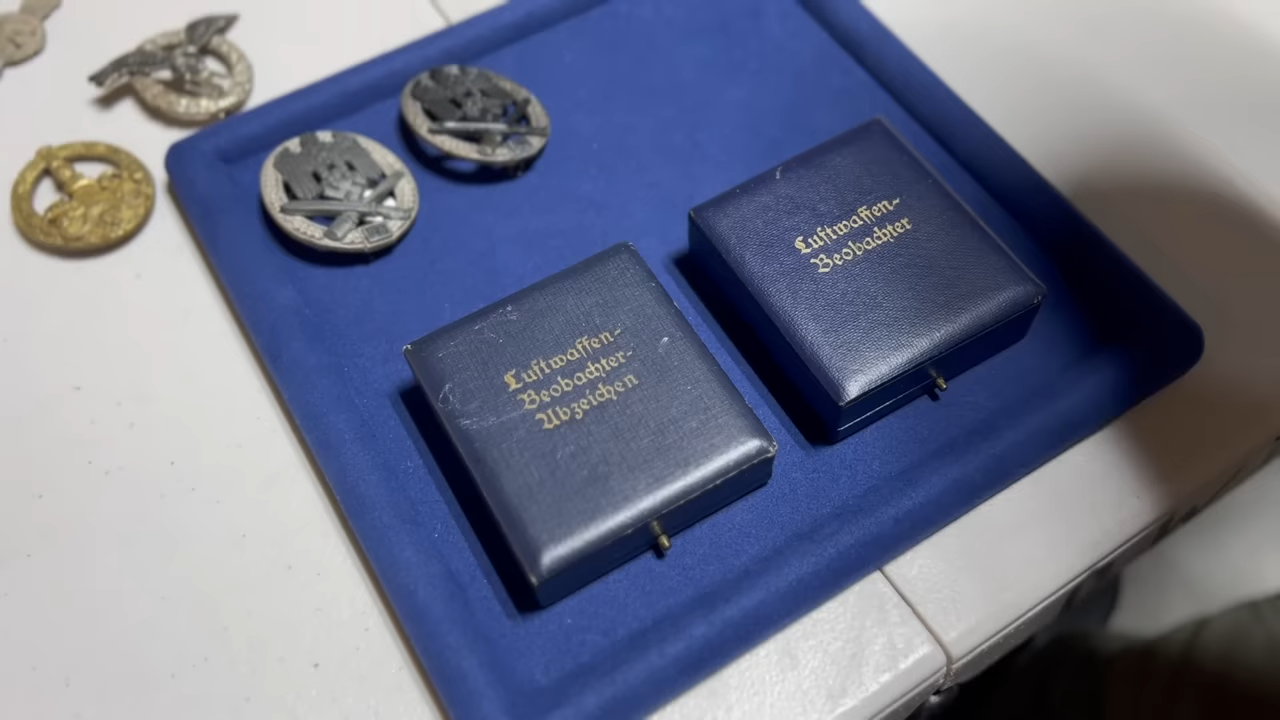 Luftwaffen-
Beobachter-
Abzeichen
Luftwaffen-
Beobachter